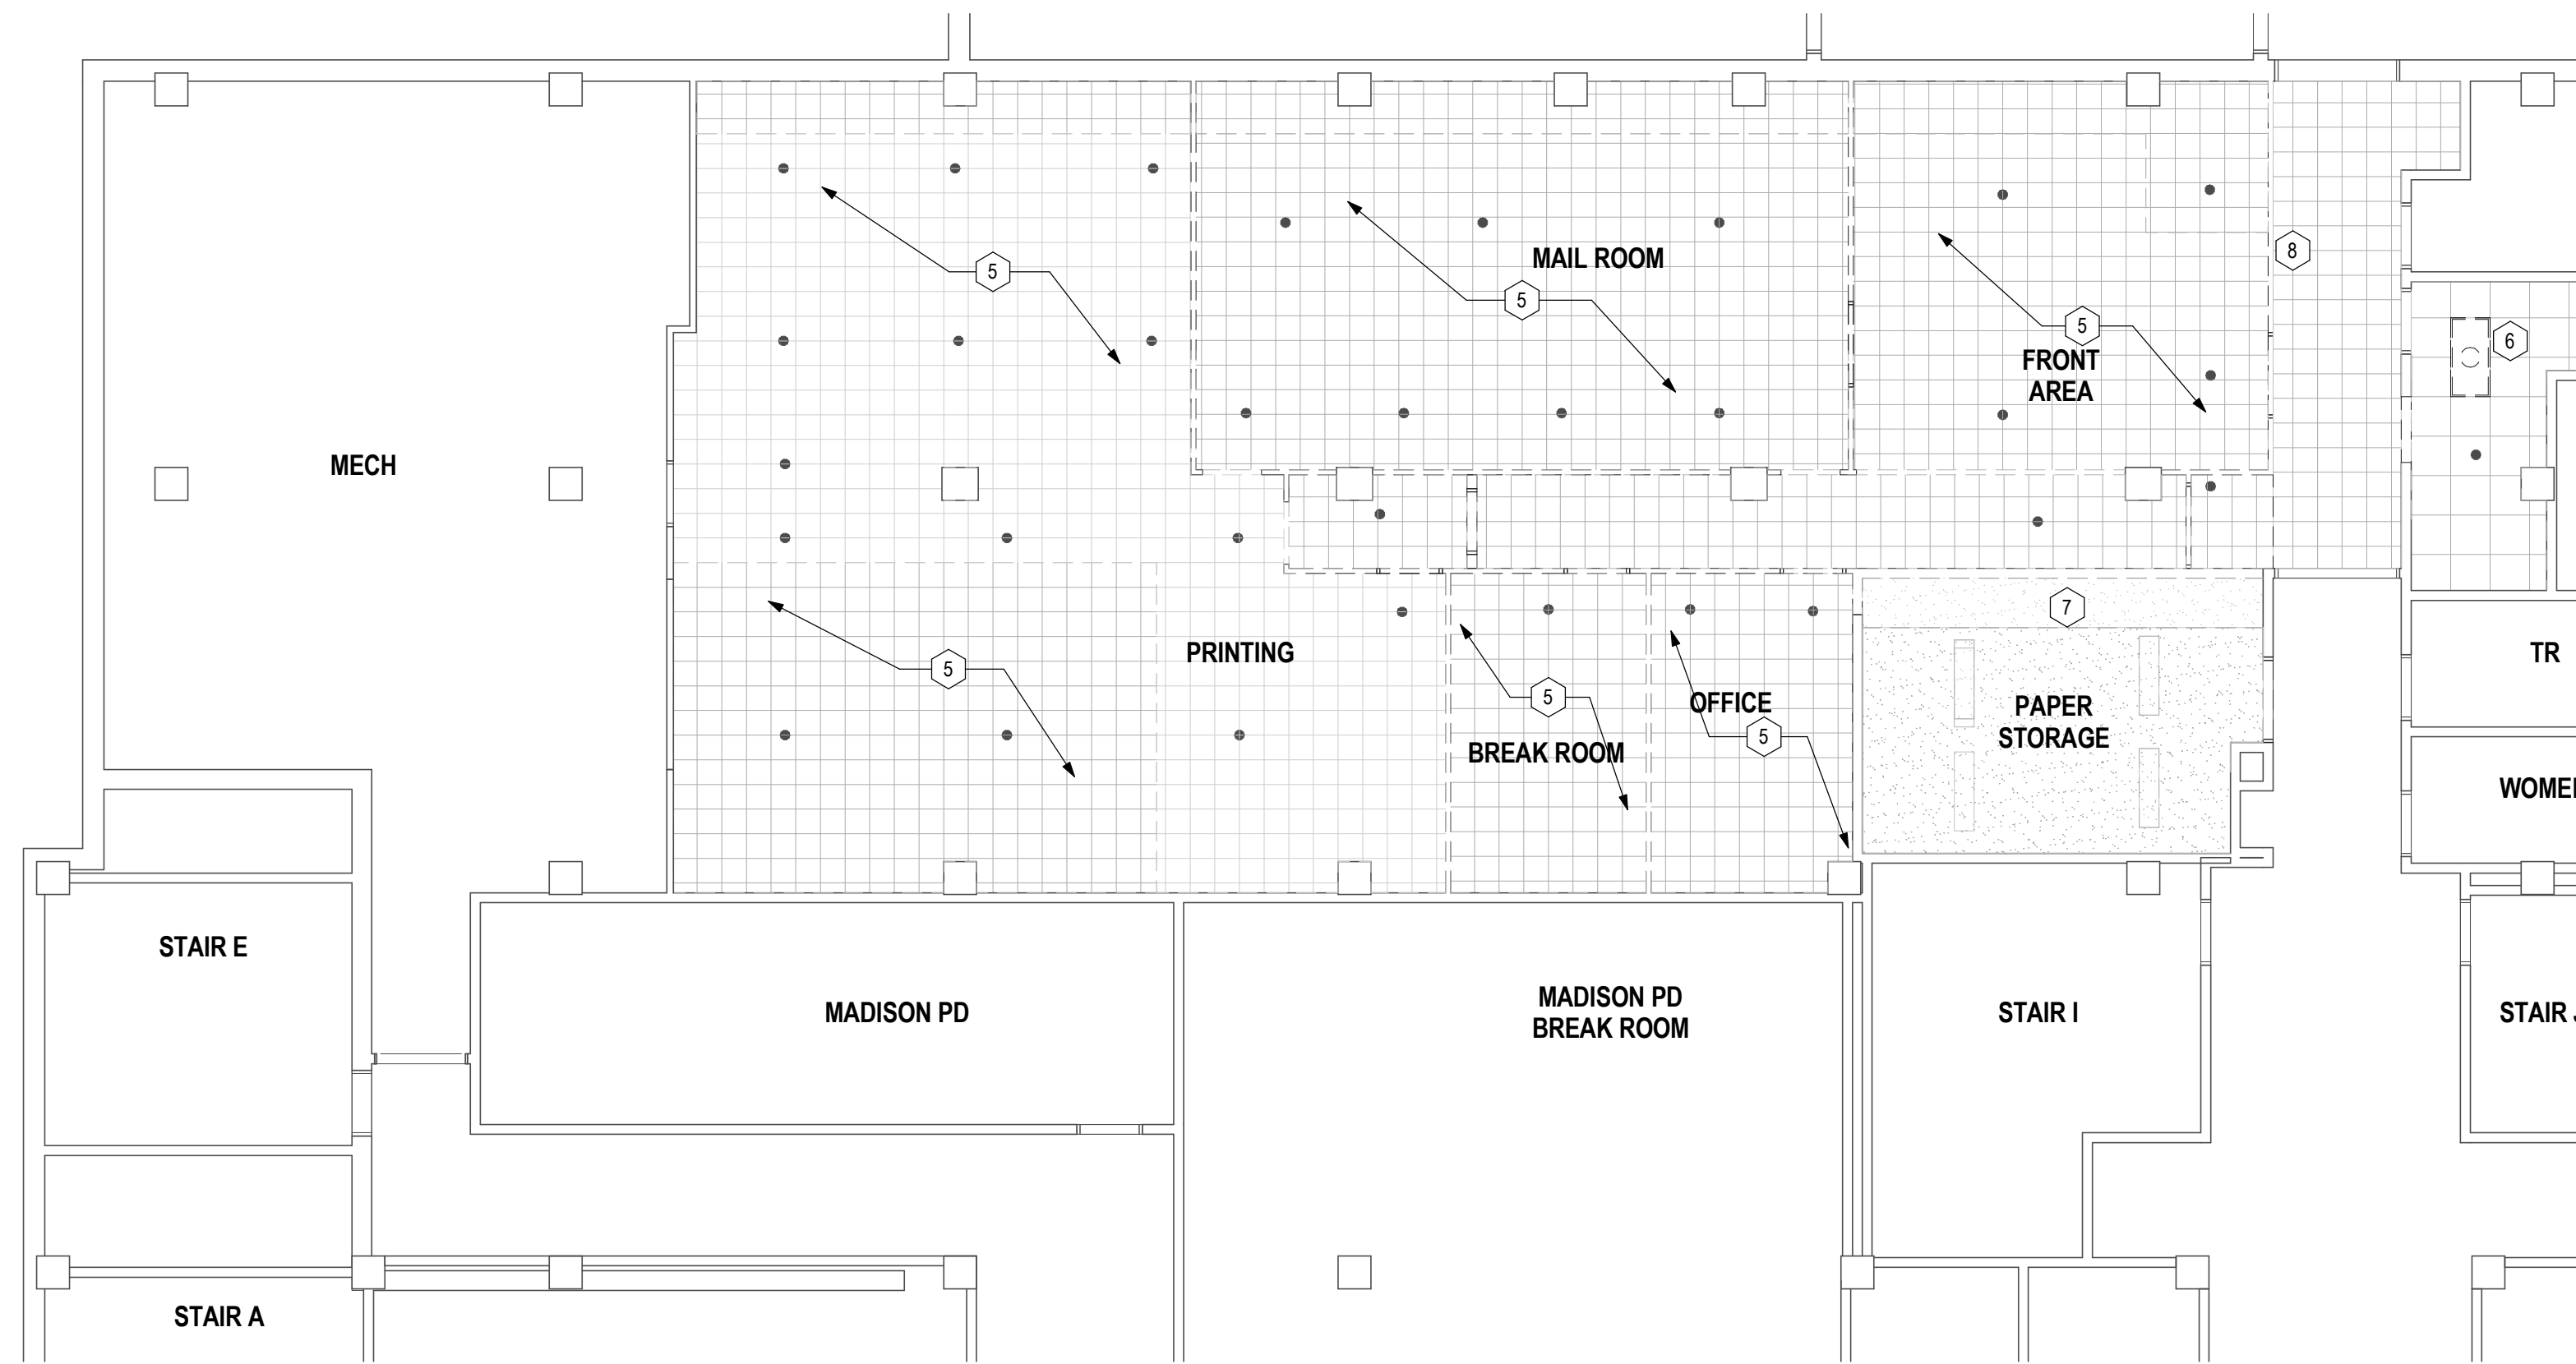 8
5
MAIL ROOM
5
5
6
FRONT
AREA
MECH
7
PRINTING
TR
5
5
OFFICE
PAPER
STORAGE
5
BREAK ROOM
STAIR E
MADISON PD
MADISON PD
BREAK ROOM
STAIR I
STAIR
STAIR A